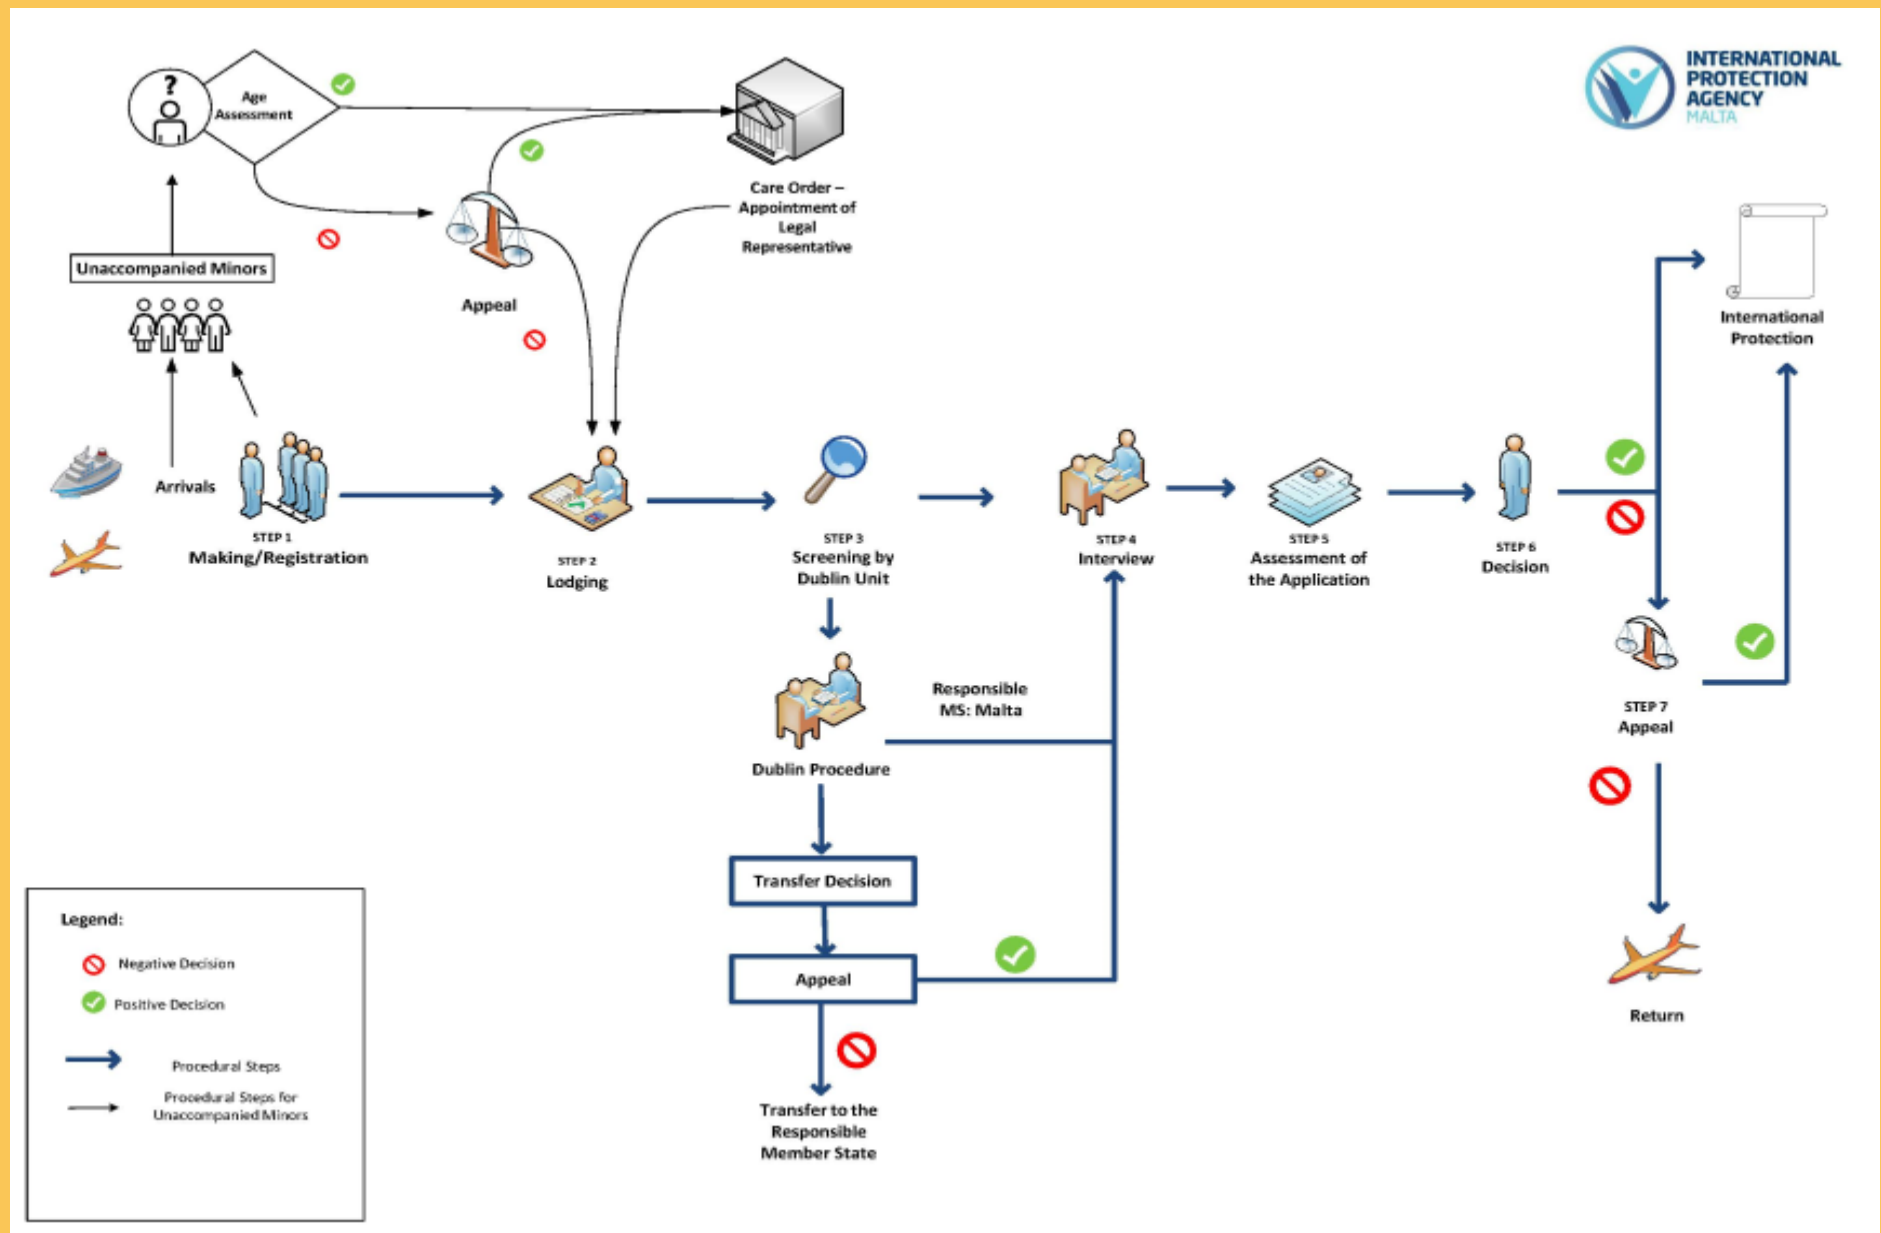 INTERNATIONAL
PROTECTION
AGENCY
MALTA
?
Age
Assessment
Care Order –
Appointment of
Legal
Representative
Unaccompanied Minors
Appeal
International
Protection
Arrivals
STEP 1
Making/Registration
STEP 2
Lodging
STEP 3
Screening by
Dublin Unit
STEP 4
Interview
STEP 5
Assessment of
the Application
STEP 6
Decision
Responsible
MS: Malta
Dublin Procedure
STEP 7
Appeal
Transfer Decision
Appeal
Return
Transfer to the
Responsible
Member State
Legend:
Negative Decision
Positive Decision
Procedural Steps
Procedural Steps for
Unaccompanied Minors